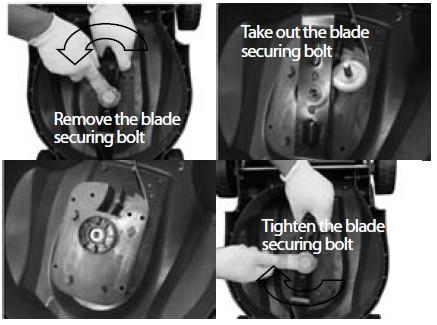 Remove the blade
securing bolt
Take out the blade
securing bolt
Tighten the blade
securing bolt